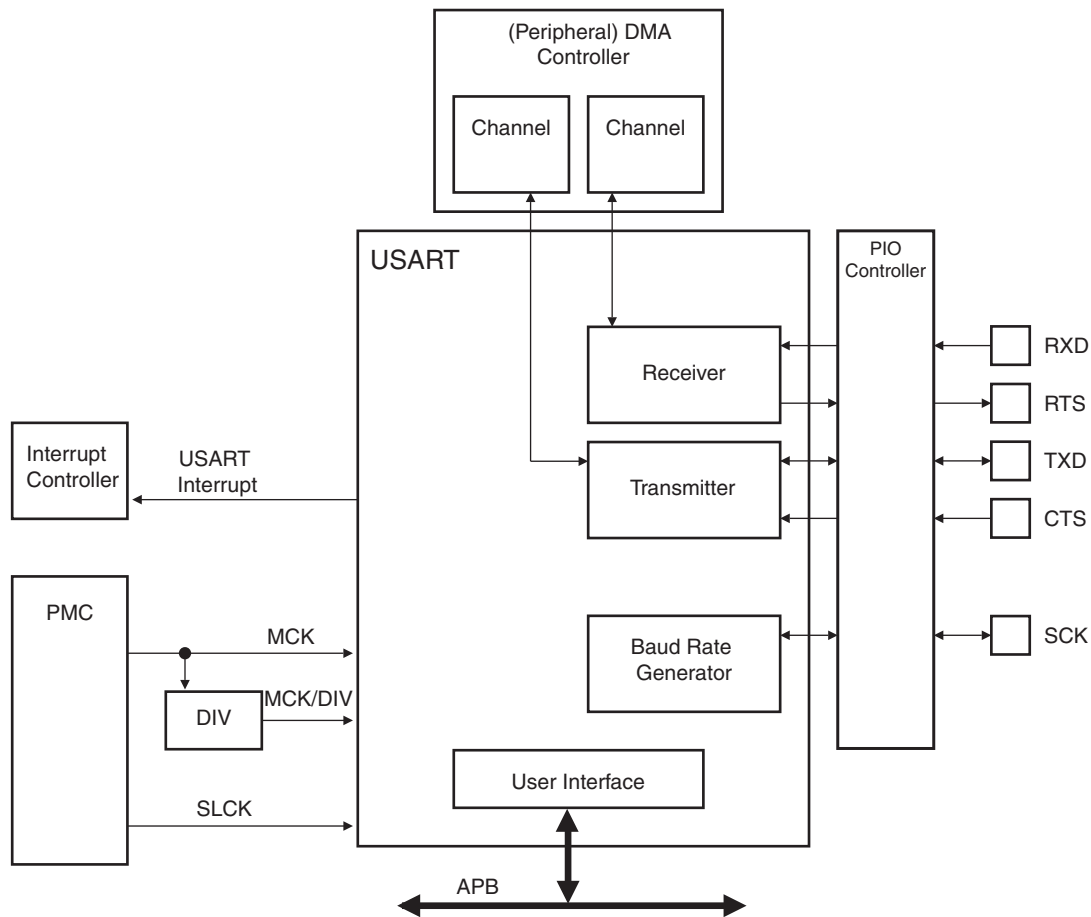 (Peripheral) DMA
Controller
Channel
Channel
USART
PIO
Controller
Receiver
RXD
RTS
Interrupt
Controller
USART
Interrupt
Transmitter
TXD
CTS
PMC
MCK
DIV
MCK/DIV
SLCK
Baud Rate
Generator
SCK
User Interface
APB